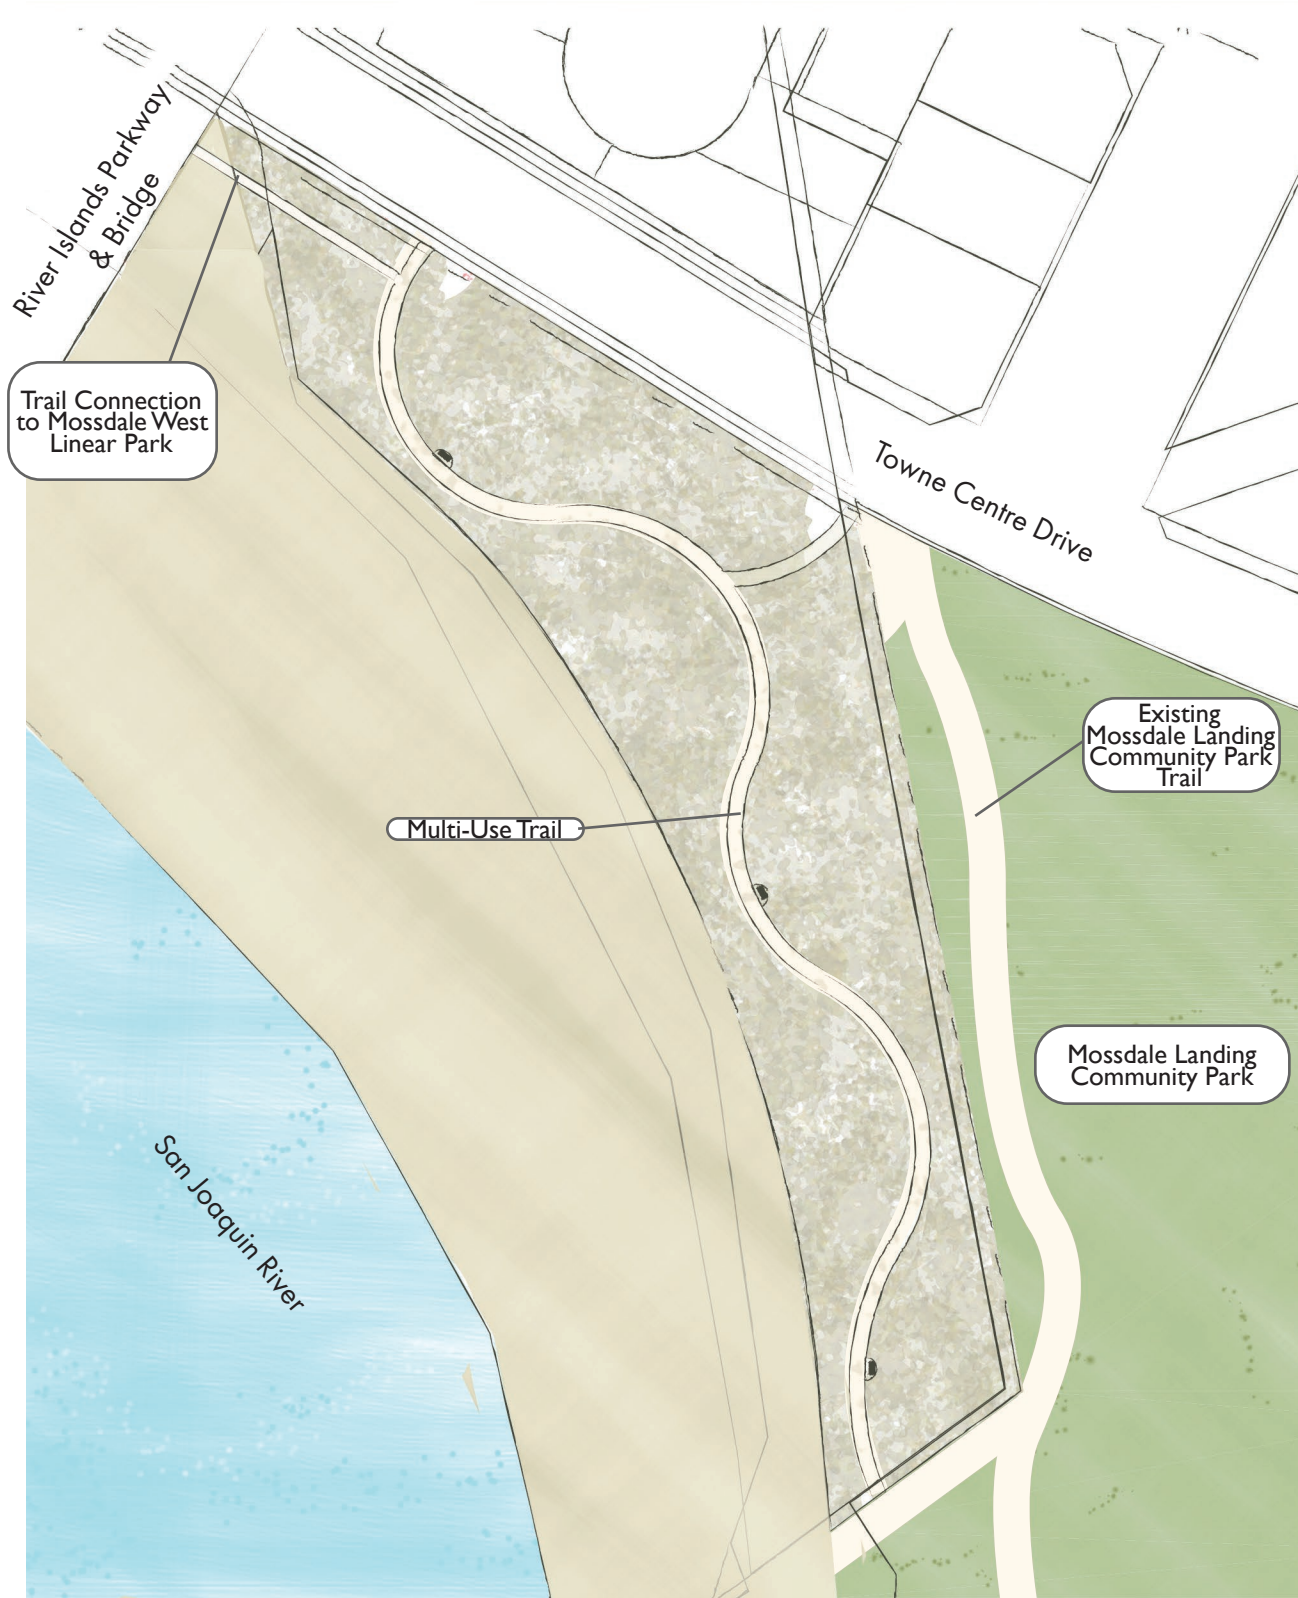 River Islands Parkway
& Bridge
Trail Connection
to Mossdale West
Linear Park
Towne Centre Drive
Existing
Mossdale Landing
Community Park
Trail
Multi-Use Trail
Mossdale Landing
Community Park
San Joaquin River